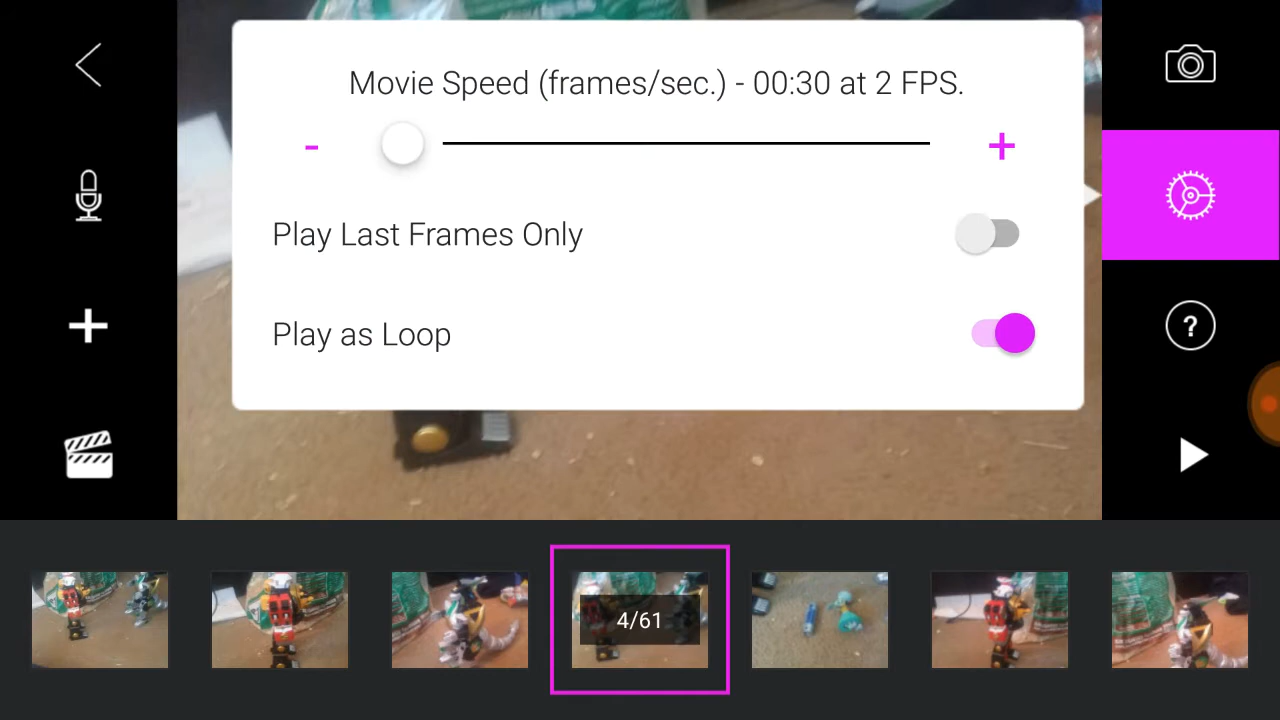 Movie Speed (frames/sec.) - 00:30 at 2 FPS.
- +
Play Last Frames Only
Play as Loop
?
4/61